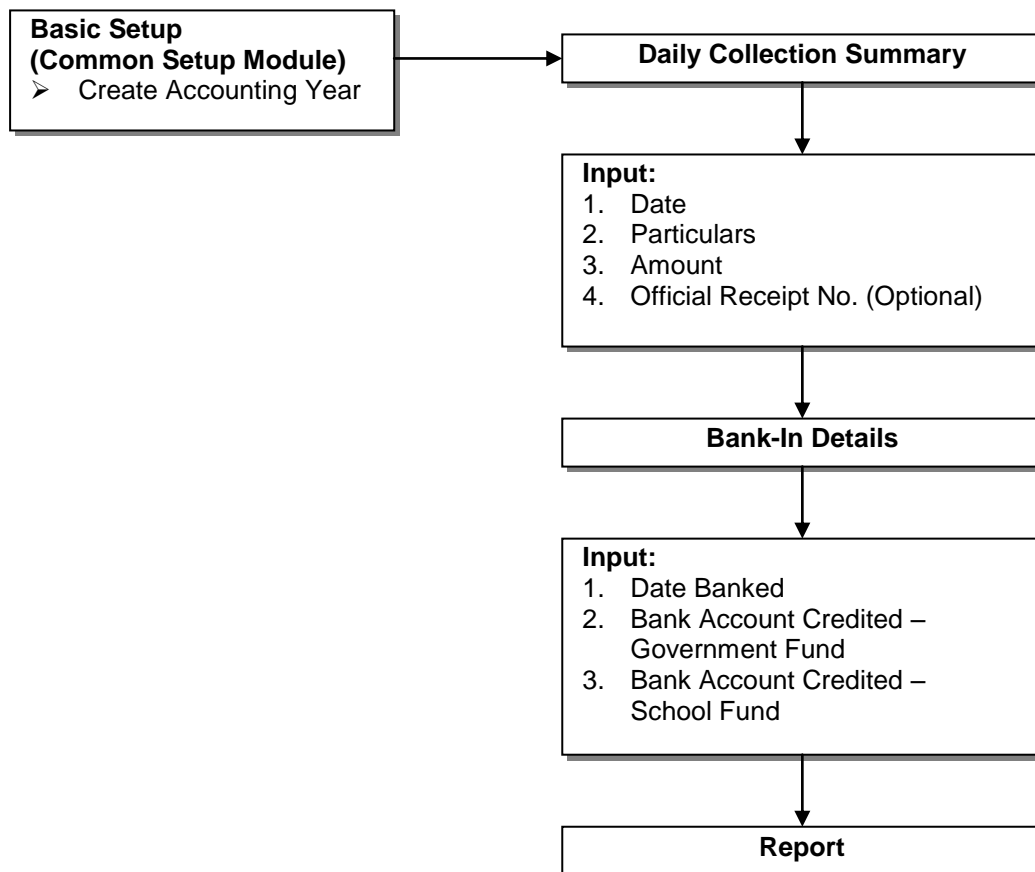 Basic Setup
(Common Setup Module)
➢ Create Accounting Year
Daily Collection Summary
Input:
1. Date
2. Particulars
3. Amount
4. Official Receipt No. (Optional)
Bank-In Details
Input:
1. Date Banked
2. Bank Account Credited –
Government Fund
3. Bank Account Credited –
School Fund
Report